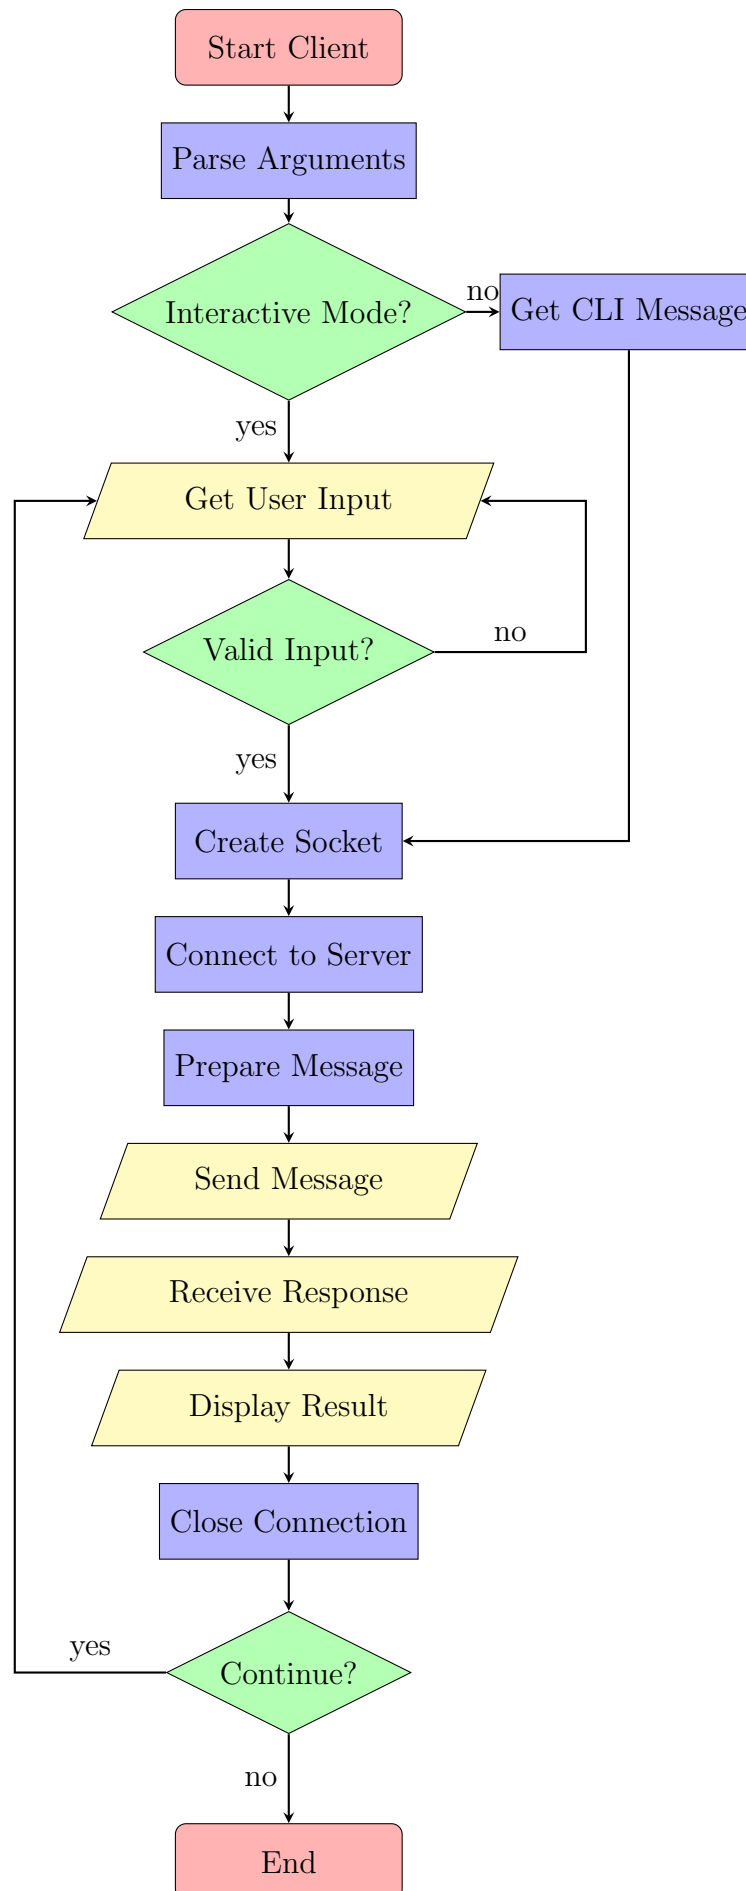 Start Client
Parse Arguments
Interactive Mode?
no
Get CLI Message
yes
Get User Input
Valid Input?
no
yes
Create Socket
Connect to Server
Prepare Message
Send Message
Receive Response
Display Result
Close Connection
yes
Continue?
no
End